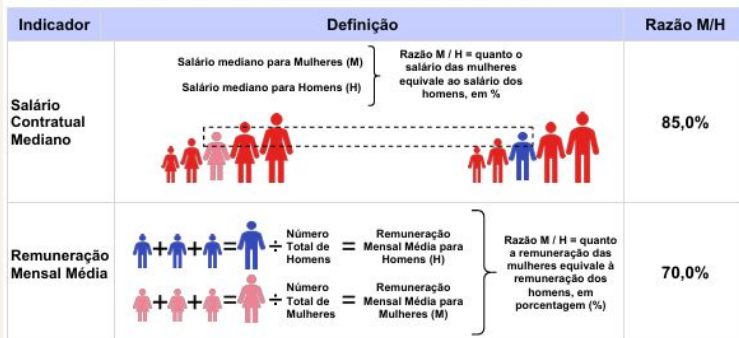 Indicador
Definição
Razão M/H
Salário
Contratual
Mediano
Salário mediano para Mulheres (M)
Salário mediano para Homens (H)
Razão M / H = quanto o
salário das mulheres
equivale ao salário dos
homens, em %
85,0%
Remuneração
Mensal Média
+ + = ÷
Número
Total de
Homens
=
Remuneração
Mensal Média para
Homens (H)
+ + = ÷
Número
Total de
Mulheres
=
Remuneração
Mensal Média para
Mulheres (M)
Razão M / H = quanto
a remuneração das
mulheres equivale à
remuneração dos
homens, em
porcentagem (%)
70,0%